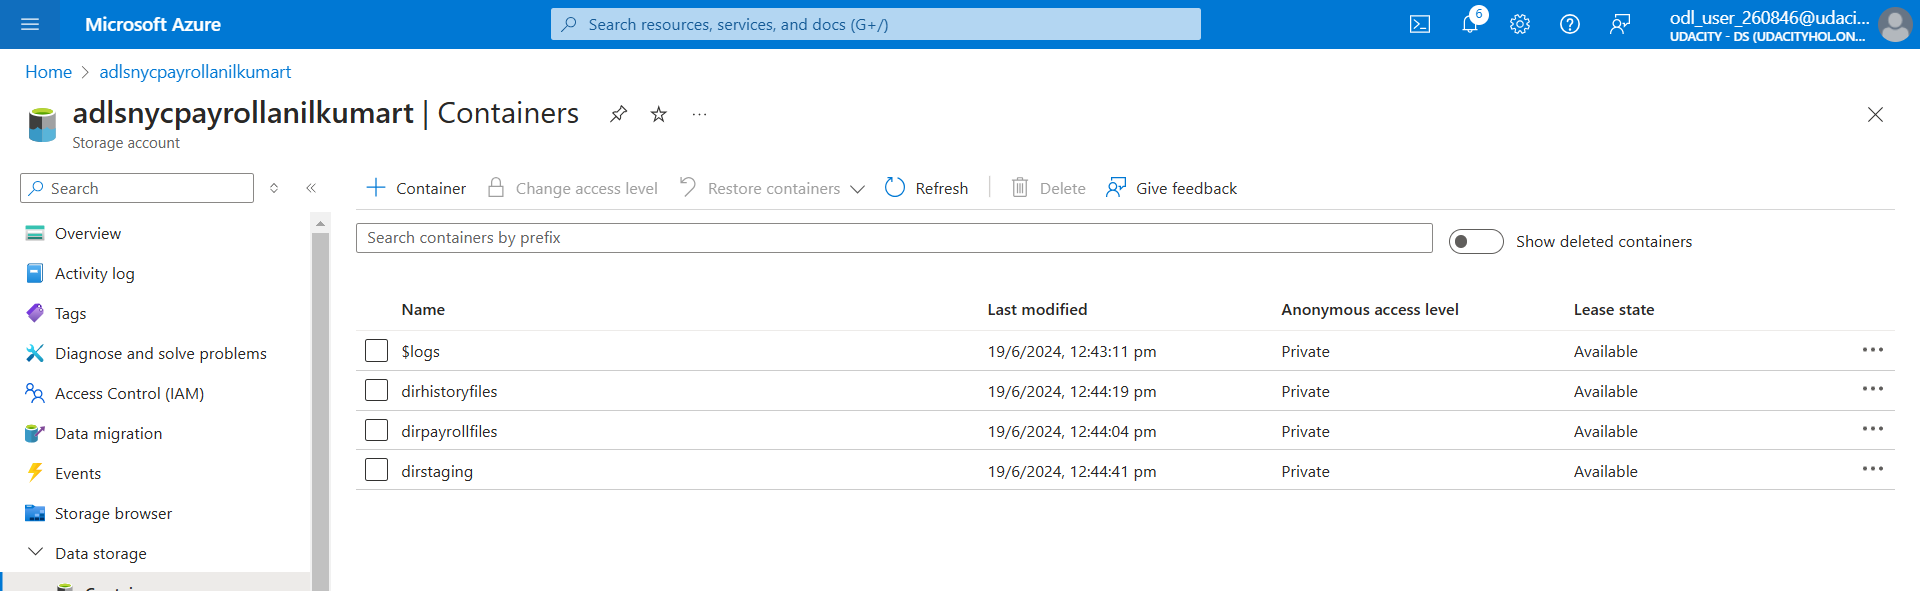 Microsoft Azure
Search resources, services, and docs (G+/)
6
odl_user_260846@udaci...
UDACITY - DS (UDACITYHOL.ON...
Home > adlsnycpayrollanilkumart
adlsnycpayrollanilkumart | Containers
Storage account
Search
Container
Change access level
Restore containers
Refresh
Delete
Give feedback
Search containers by prefix
Show deleted containers
Overview
Activity log
Tags
Diagnose and solve problems
Access Control (IAM)
Data migration
Events
Storage browser
Data storage
Name Last modified Anonymous access level Lease state
$logs 19/6/2024, 12:43:11 pm Private Available
dirhistoryfiles 19/6/2024, 12:44:19 pm Private Available
dirpayrollfiles 19/6/2024, 12:44:04 pm Private Available
dirstaging 19/6/2024, 12:44:41 pm Private Available